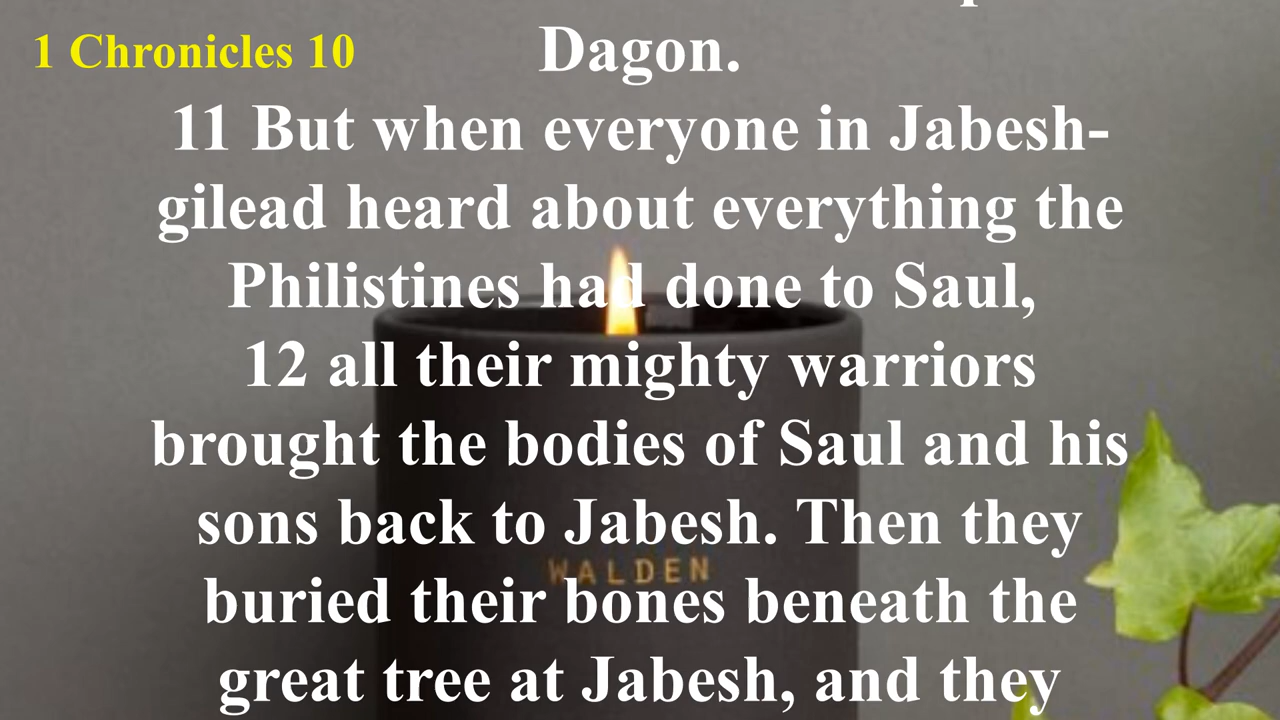 1 Chronicles 10
Dagon.
11 But when everyone in Jabesh-
gilead heard about everything the
Philistines had done to Saul,
12 all their mighty warriors
brought the bodies of Saul and his
sons back to Jabesh. Then they
WALDEN
buried their bones beneath the
great tree at Jabesh, and they